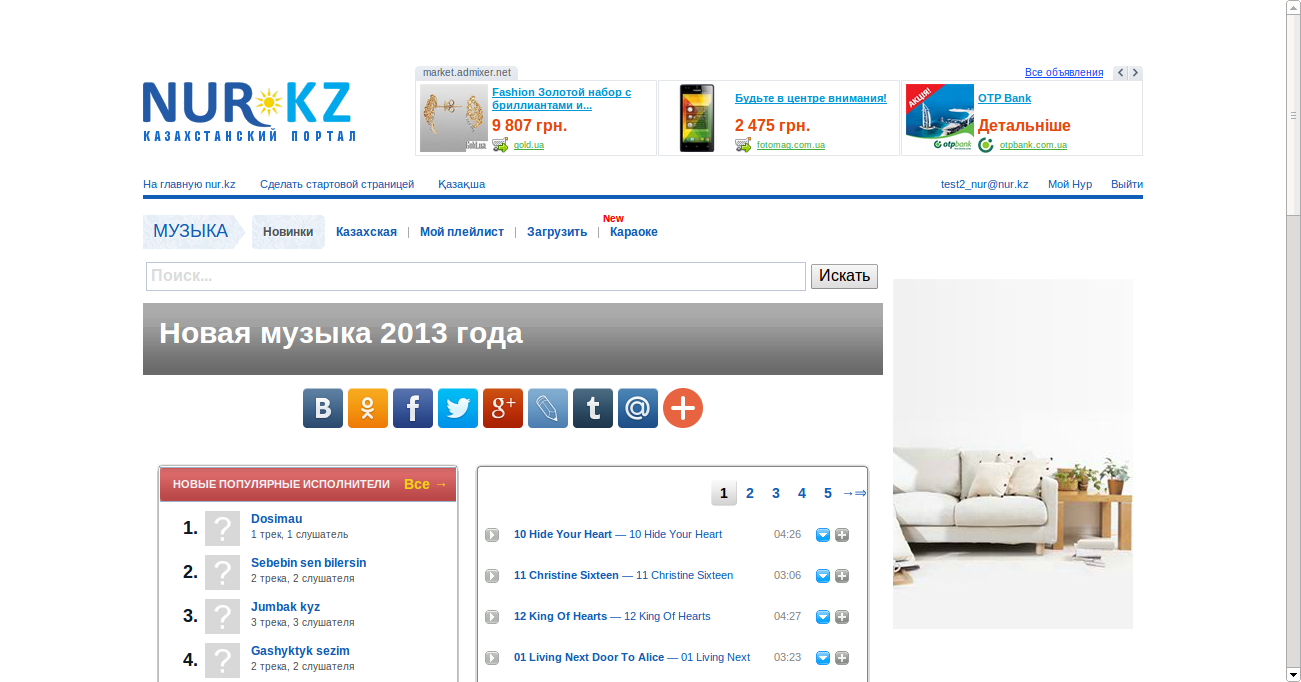 market.admixer.net
Все объявления
NUR KZ
КАЗАХСТАНСКИЙ ПОРТАЛ
Fashion Золотой набор с бриллиантами и...
9 807 грн.
gold.ua
Gold.ua
Будьте в центре внимания!
2 475 грн.
fotomag.com.ua
АКЦІЯ!
otpbank
OTP Bank
Детальніше
otpbank.com.ua
На главную nur.kz
Сделать стартовой страницей
Қазақша
test2_nur@nur.kz
Мой Нур
Выйти
New
МУЗЫКА
Новинки
Казахская
Мой плейлист
Загрузить
Караоке
Поиск...
Искать
Новая музыка 2013 года
НОВЫЕ ПОПУЛЯРНЫЕ ИСПОЛНИТЕЛИ
Все →
1. Dosimau
1 трек, 1 слушатель
2. Sebebin sen bilersin
2 трека, 2 слушателя
3. Jumbak kyz
3 трека, 3 слушателя
4. Gashyktyk sezim
2 трека, 2 слушателя
1 2 3 4 5 →⇒
10 Hide Your Heart — 10 Hide Your Heart 04:26
11 Christine Sixteen — 11 Christine Sixteen 03:06
12 King Of Hearts — 12 King Of Hearts 04:27
01 Living Next Door To Alice — 01 Living Next 03:23